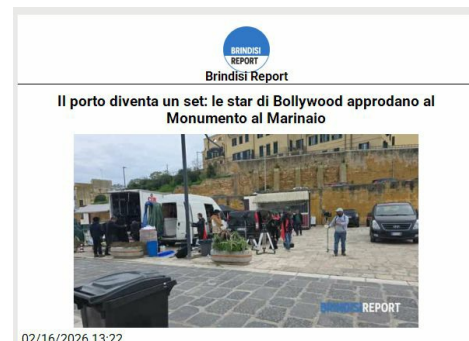 BRINDISI
REPORT
Brindisi Report
Il porto diventa un set: le star di Bollywood approdano al
Monumento al Marinaio
BRINDISI REPORT
02/16/2026 13:22